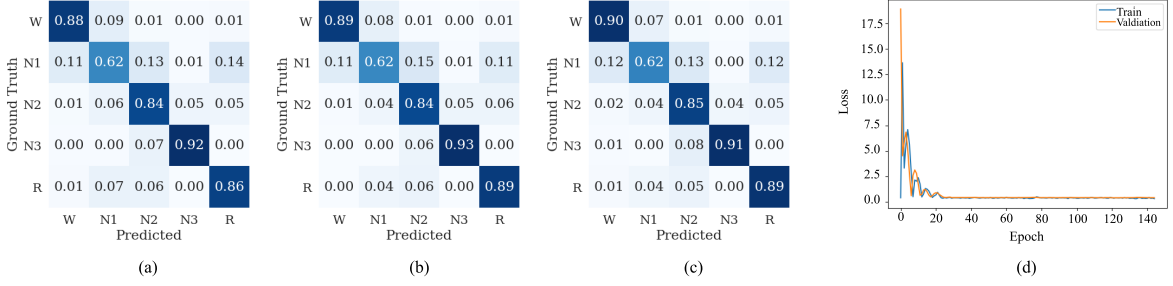 W 0.88 0.09 0.01 0.00 0.01
N1 0.11 0.62 0.13 0.01 0.14
N2 0.01 0.06 0.84 0.05 0.05
N3 0.00 0.00 0.07 0.92 0.00
R 0.01 0.07 0.06 0.00 0.86
W N1 N2 N3 R
Predicted
Ground Truth
(a)
W 0.89 0.08 0.01 0.00 0.01
N1 0.11 0.62 0.15 0.01 0.11
N2 0.01 0.04 0.84 0.05 0.06
N3 0.00 0.00 0.06 0.93 0.00
R 0.00 0.04 0.06 0.00 0.89
W N1 N2 N3 R
Predicted
Ground Truth
(b)
W 0.90 0.07 0.01 0.00 0.01
N1 0.12 0.62 0.13 0.00 0.12
N2 0.02 0.04 0.85 0.04 0.05
N3 0.01 0.00 0.08 0.91 0.00
R 0.01 0.04 0.05 0.00 0.89
W N1 N2 N3 R
Predicted
Ground Truth
(c)
Train
Valdiation
17.5
15.0
12.5
10.0
7.5
5.0
2.5
0.0
Loss
0 20 40 60 80 100 120 140
Epoch
(d)